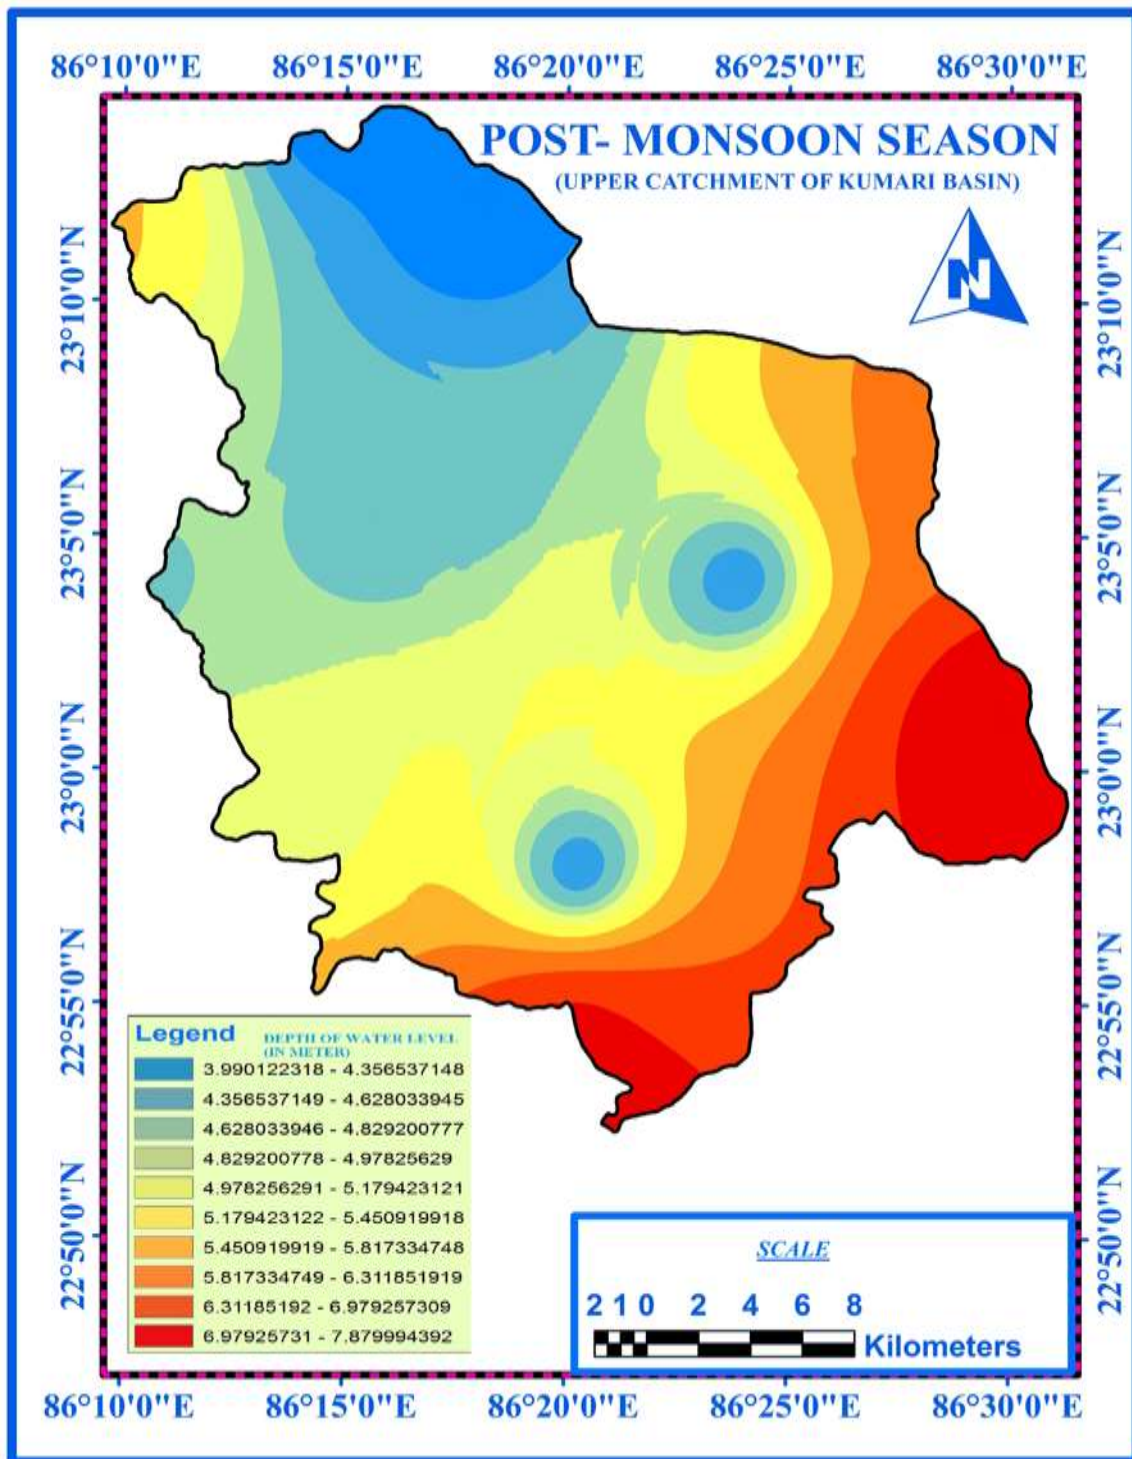 86°10'0"E 86°15'0"E 86°20'0"E 86°25'0"E 86°30'0"E
POST- MONSOON SEASON
(UPPER CATCHMENT OF KUMARI BASIN)
N
23°10'0"N
23°10'0"N
23°5'0"N
23°5'0"N
23°0'0"N
23°0'0"N
22°55'0"N
22°55'0"N
22°50'0"N
22°50'0"N
Legend DEPTH OF WATER LEVEL
(IN METER)
3.990122318 - 4.356537148
4.356537149 - 4.628033945
4.628033946 - 4.829200777
4.829200778 - 4.97825629
4.978256291 - 5.179423121
5.179423122 - 5.450919918
5.450919919 - 5.817334748
5.817334749 - 6.311851919
6.31185192 - 6.979257309
6.97925731 - 7.879994392
SCALE
2 1 0 2 4 6 8
Kilometers
86°10'0"E 86°15'0"E 86°20'0"E 86°25'0"E 86°30'0"E